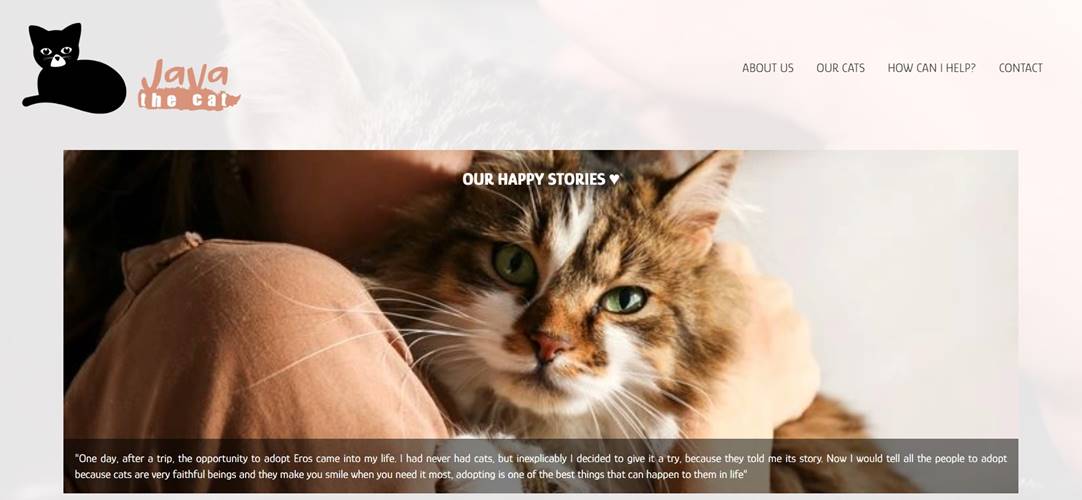 Java
the cat
ABOUT US OUR CATS HOW CAN I HELP? CONTACT
OUR HAPPY STORIES ♥
"One day, after a trip, the opportunity to adopt Eros came into my life. I had never had cats, but inexplicably I decided to give it a try, because they told me its story. Now I would tell all the people to adopt
because cats are very faithful beings and they make you smile when you need it most, adopting is one of the best things that can happen to them in life"